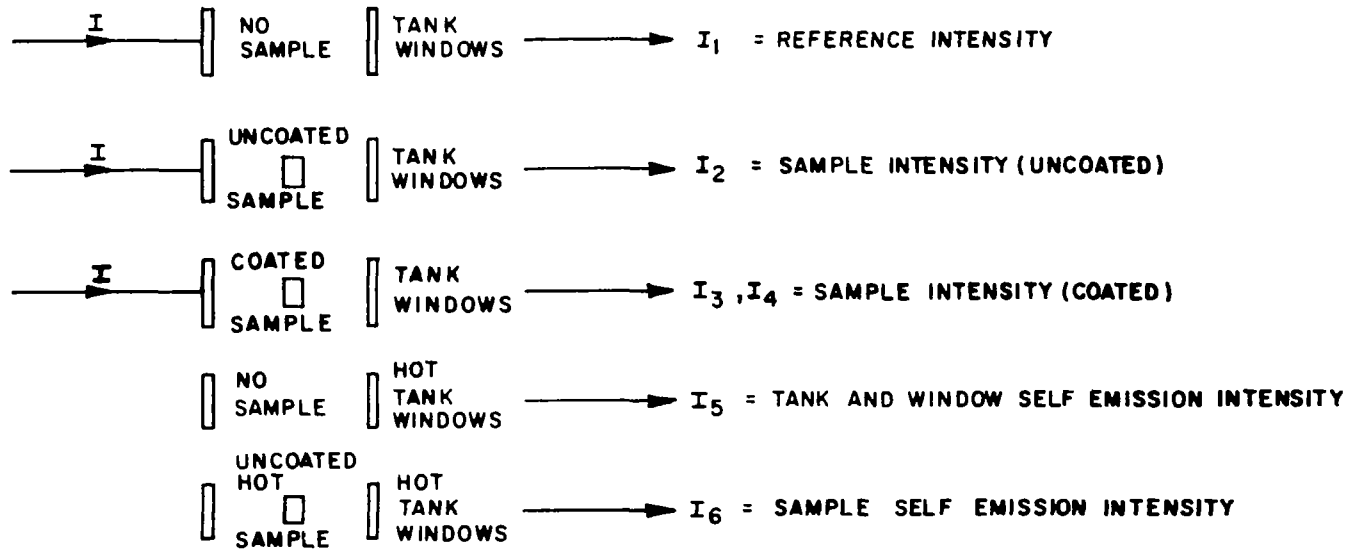 I NO SAMPLE TANK WINDOWS I₁ = REFERENCE INTENSITY
I UNCOATED SAMPLE TANK WINDOWS I₂ = SAMPLE INTENSITY (UNCOATED)
I COATED SAMPLE TANK WINDOWS I₃ , I₄ = SAMPLE INTENSITY (COATED)
NO SAMPLE HOT TANK WINDOWS I₅ = TANK AND WINDOW SELF EMISSION INTENSITY
UNCOATED HOT SAMPLE HOT TANK WINDOWS I₆ = SAMPLE SELF EMISSION INTENSITY